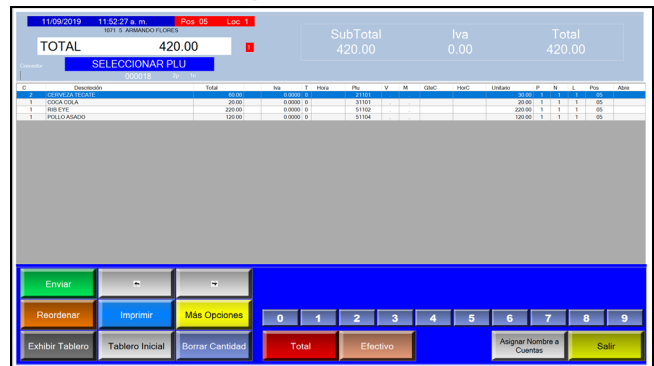 11/09/2019 11:52:27 a. m. Pos 05 Loc 1
1071 5 ARMANDO FLORES
TOTAL 420.00 1
SubTotal Iva Total
420.00 0.00 420.00
SELECCIONAR PLU
Comando
000018 2p 1o
C Descripción Total Iva T Hora Plu V M GteC HorC Unitario P N L Pos Abre
2 CERVEZA TECATE 60.00 0.0000 0 21101 . . 30.00 1 1 1 05
1 COCA COLA 20.00 0.0000 0 31101 . . 20.00 1 1 1 05
1 RIB EYE 220.00 0.0000 0 51102 . . 220.00 1 1 1 05
1 POLLO ASADO 120.00 0.0000 0 51104 . . 120.00 1 1 1 05
Enviar
Reordenar Imprimir Más Opciones 0 1 2 3 4 5 6 7 8 9
Exhibir Tablero Tablero Inicial Borrar Cantidad Total Efectivo Asignar Nombre a Salir
Cuentas